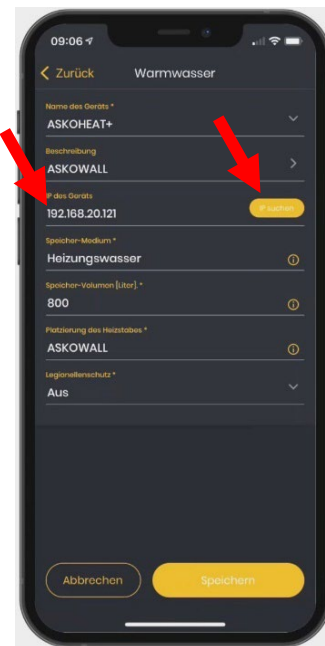 09:06
Zurück Warmwasser
Name des Geräts *
ASKOHEAT+
Beschreibung
ASKOWALL
IP des Geräts
192.168.20.121 IP suchen
Speicher-Medium *
Heizungswasser
Speicher-Volumen [Liter]. *
800
Platzierung des Heizstabes *
ASKOWALL
Legionellenschutz *
Aus
Abbrechen Speichern